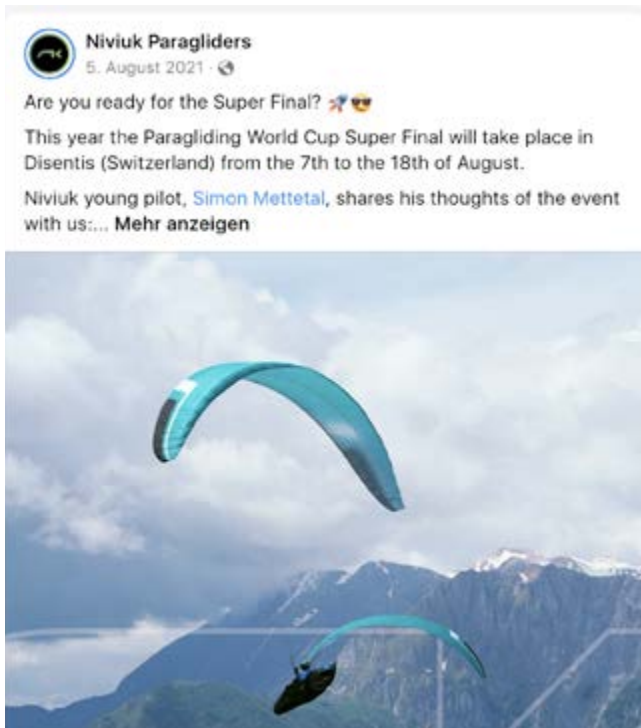 Niviuk Paragliders
5. August 2021 ·
Are you ready for the Super Final? 🚀😎
This year the Paragliding World Cup Super Final will take place in
Disentis (Switzerland) from the 7th to the 18th of August.
Niviuk young pilot, Simon Mettetal, shares his thoughts of the event
with us:... Mehr anzeigen